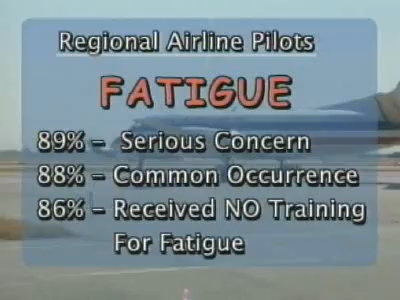 Regional Airline Pilots
FATIGUE
89% – Serious Concern
88% – Common Occurrence
86% – Received NO Training
For Fatigue